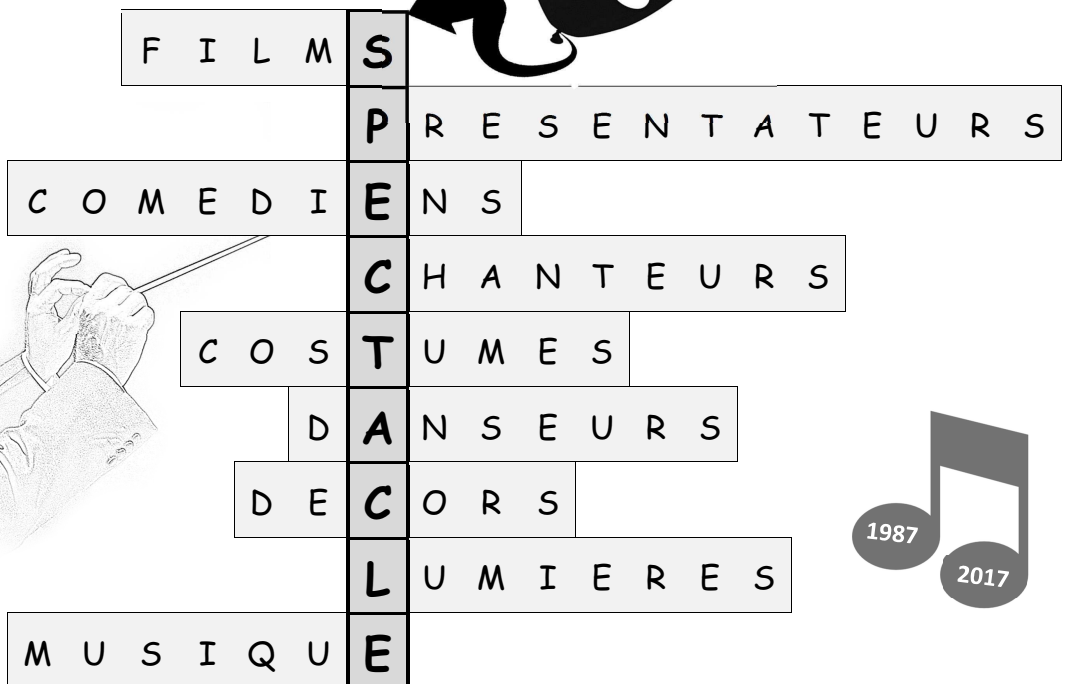 FILMS
PRESENTATEURS
COMEDIENS
CHANTEURS
COSTUMES
DANSEURS
DECORS
LUMIERES
MUSIQUE
1987
2017